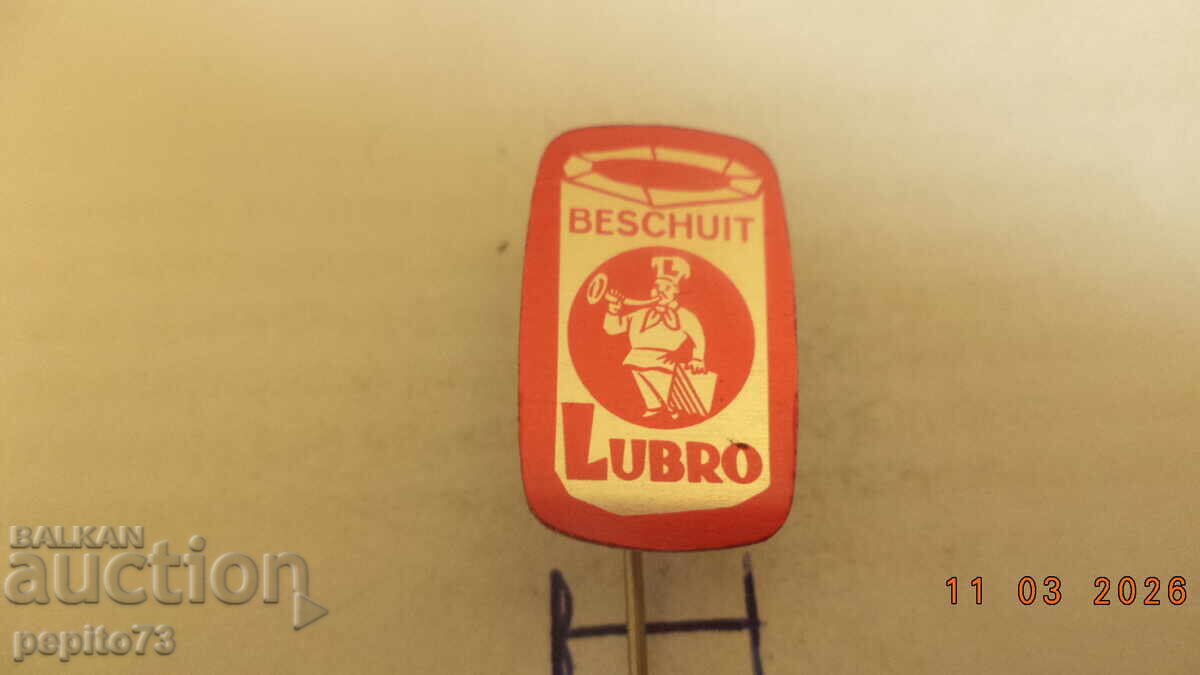 BESCHUIT
L
LUBRO
BALKAN
auction
pepito73
11 03 2026
H